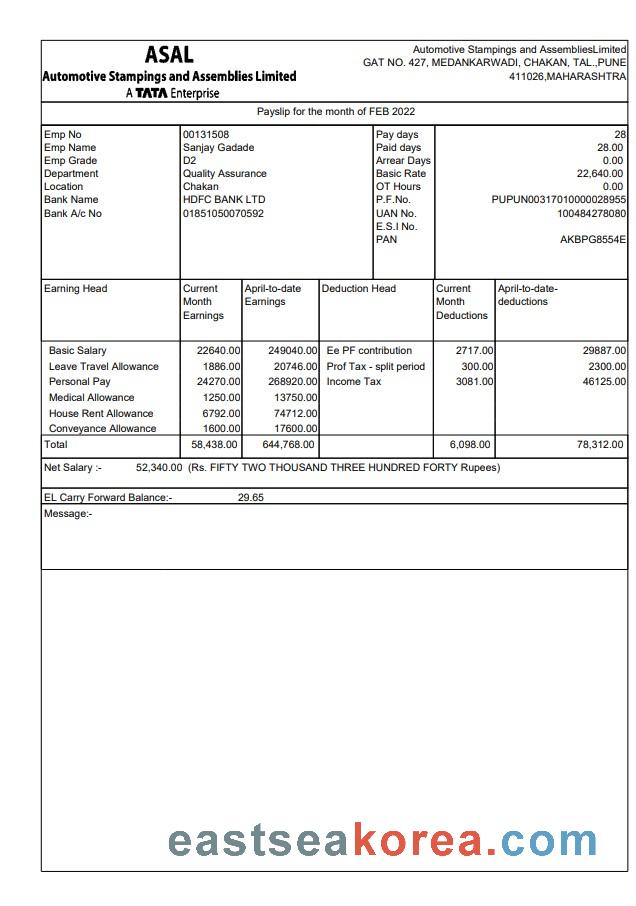 ASAL
Automotive Stampings and Assemblies Limited
A TATA Enterprise
Automotive Stampings and AssembliesLimited
GAT NO. 427, MEDANKARWADI, CHAKAN, TAL.,PUNE
411026,MAHARASHTRA
Payslip for the month of FEB 2022
Emp No 00131508 Pay days 28
Emp Name Sanjay Gadade Paid days 28.00
Emp Grade D2 Arrear Days 0.00
Department Quality Assurance Basic Rate 22,640.00
Location Chakan OT Hours 0.00
Bank Name HDFC BANK LTD P.F.No. PUPUN00317010000028955
Bank A/c No 01851050070592 UAN No. 100484278080
E.S.I No.
PAN AKBPG8554E
Earning Head Current April-to-date Deduction Head Current April-to-date-
Month Earnings Month deductions
Earnings Deductions
Basic Salary 22640.00 249040.00 Ee PF contribution 2717.00 29887.00
Leave Travel Allowance 1886.00 20746.00 Prof Tax - split period 300.00 2300.00
Personal Pay 24270.00 268920.00 Income Tax 3081.00 46125.00
Medical Allowance 1250.00 13750.00
House Rent Allowance 6792.00 74712.00
Conveyance Allowance 1600.00 17600.00
Total 58,438.00 644,768.00 6,098.00 78,312.00
Net Salary :- 52,340.00 (Rs. FIFTY TWO THOUSAND THREE HUNDRED FORTY Rupees)
EL Carry Forward Balance:- 29.65
Message:-
eastseakorea.com